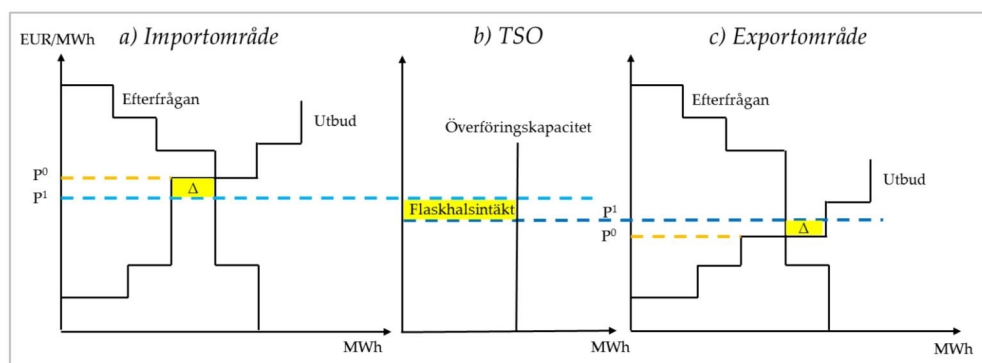 EUR/MWh
a) Importområde
b) TSO
c) Exportområde
Efterfrågan
Utbud
Överföringskapacitet
Efterfrågan
Utbud
P⁰
Δ
P¹
Flaskhalsintäkt
P¹
Δ
P⁰
MWh
MWh
MWh